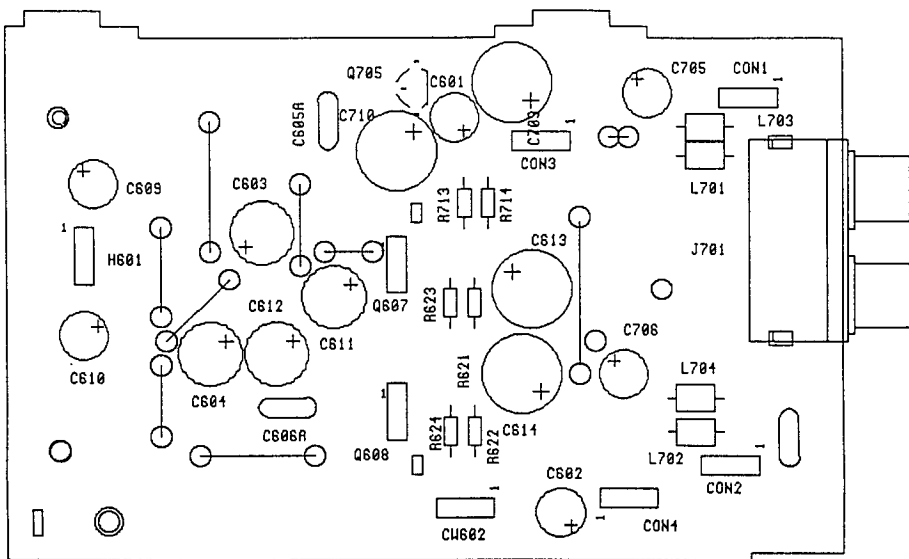 Q705
C601
C705
CON1
1
C605A
C710
C709
1
L703
CON3
C609
C603
R713
R714
L701
1
H601
C613
J701
1
C612
Q607
R623
C611
C706
C610
R621
L704
C604
1
C606A
R624
R622
C614
Q608
L702
1
C602
CON2
1
CW602
1
CON4